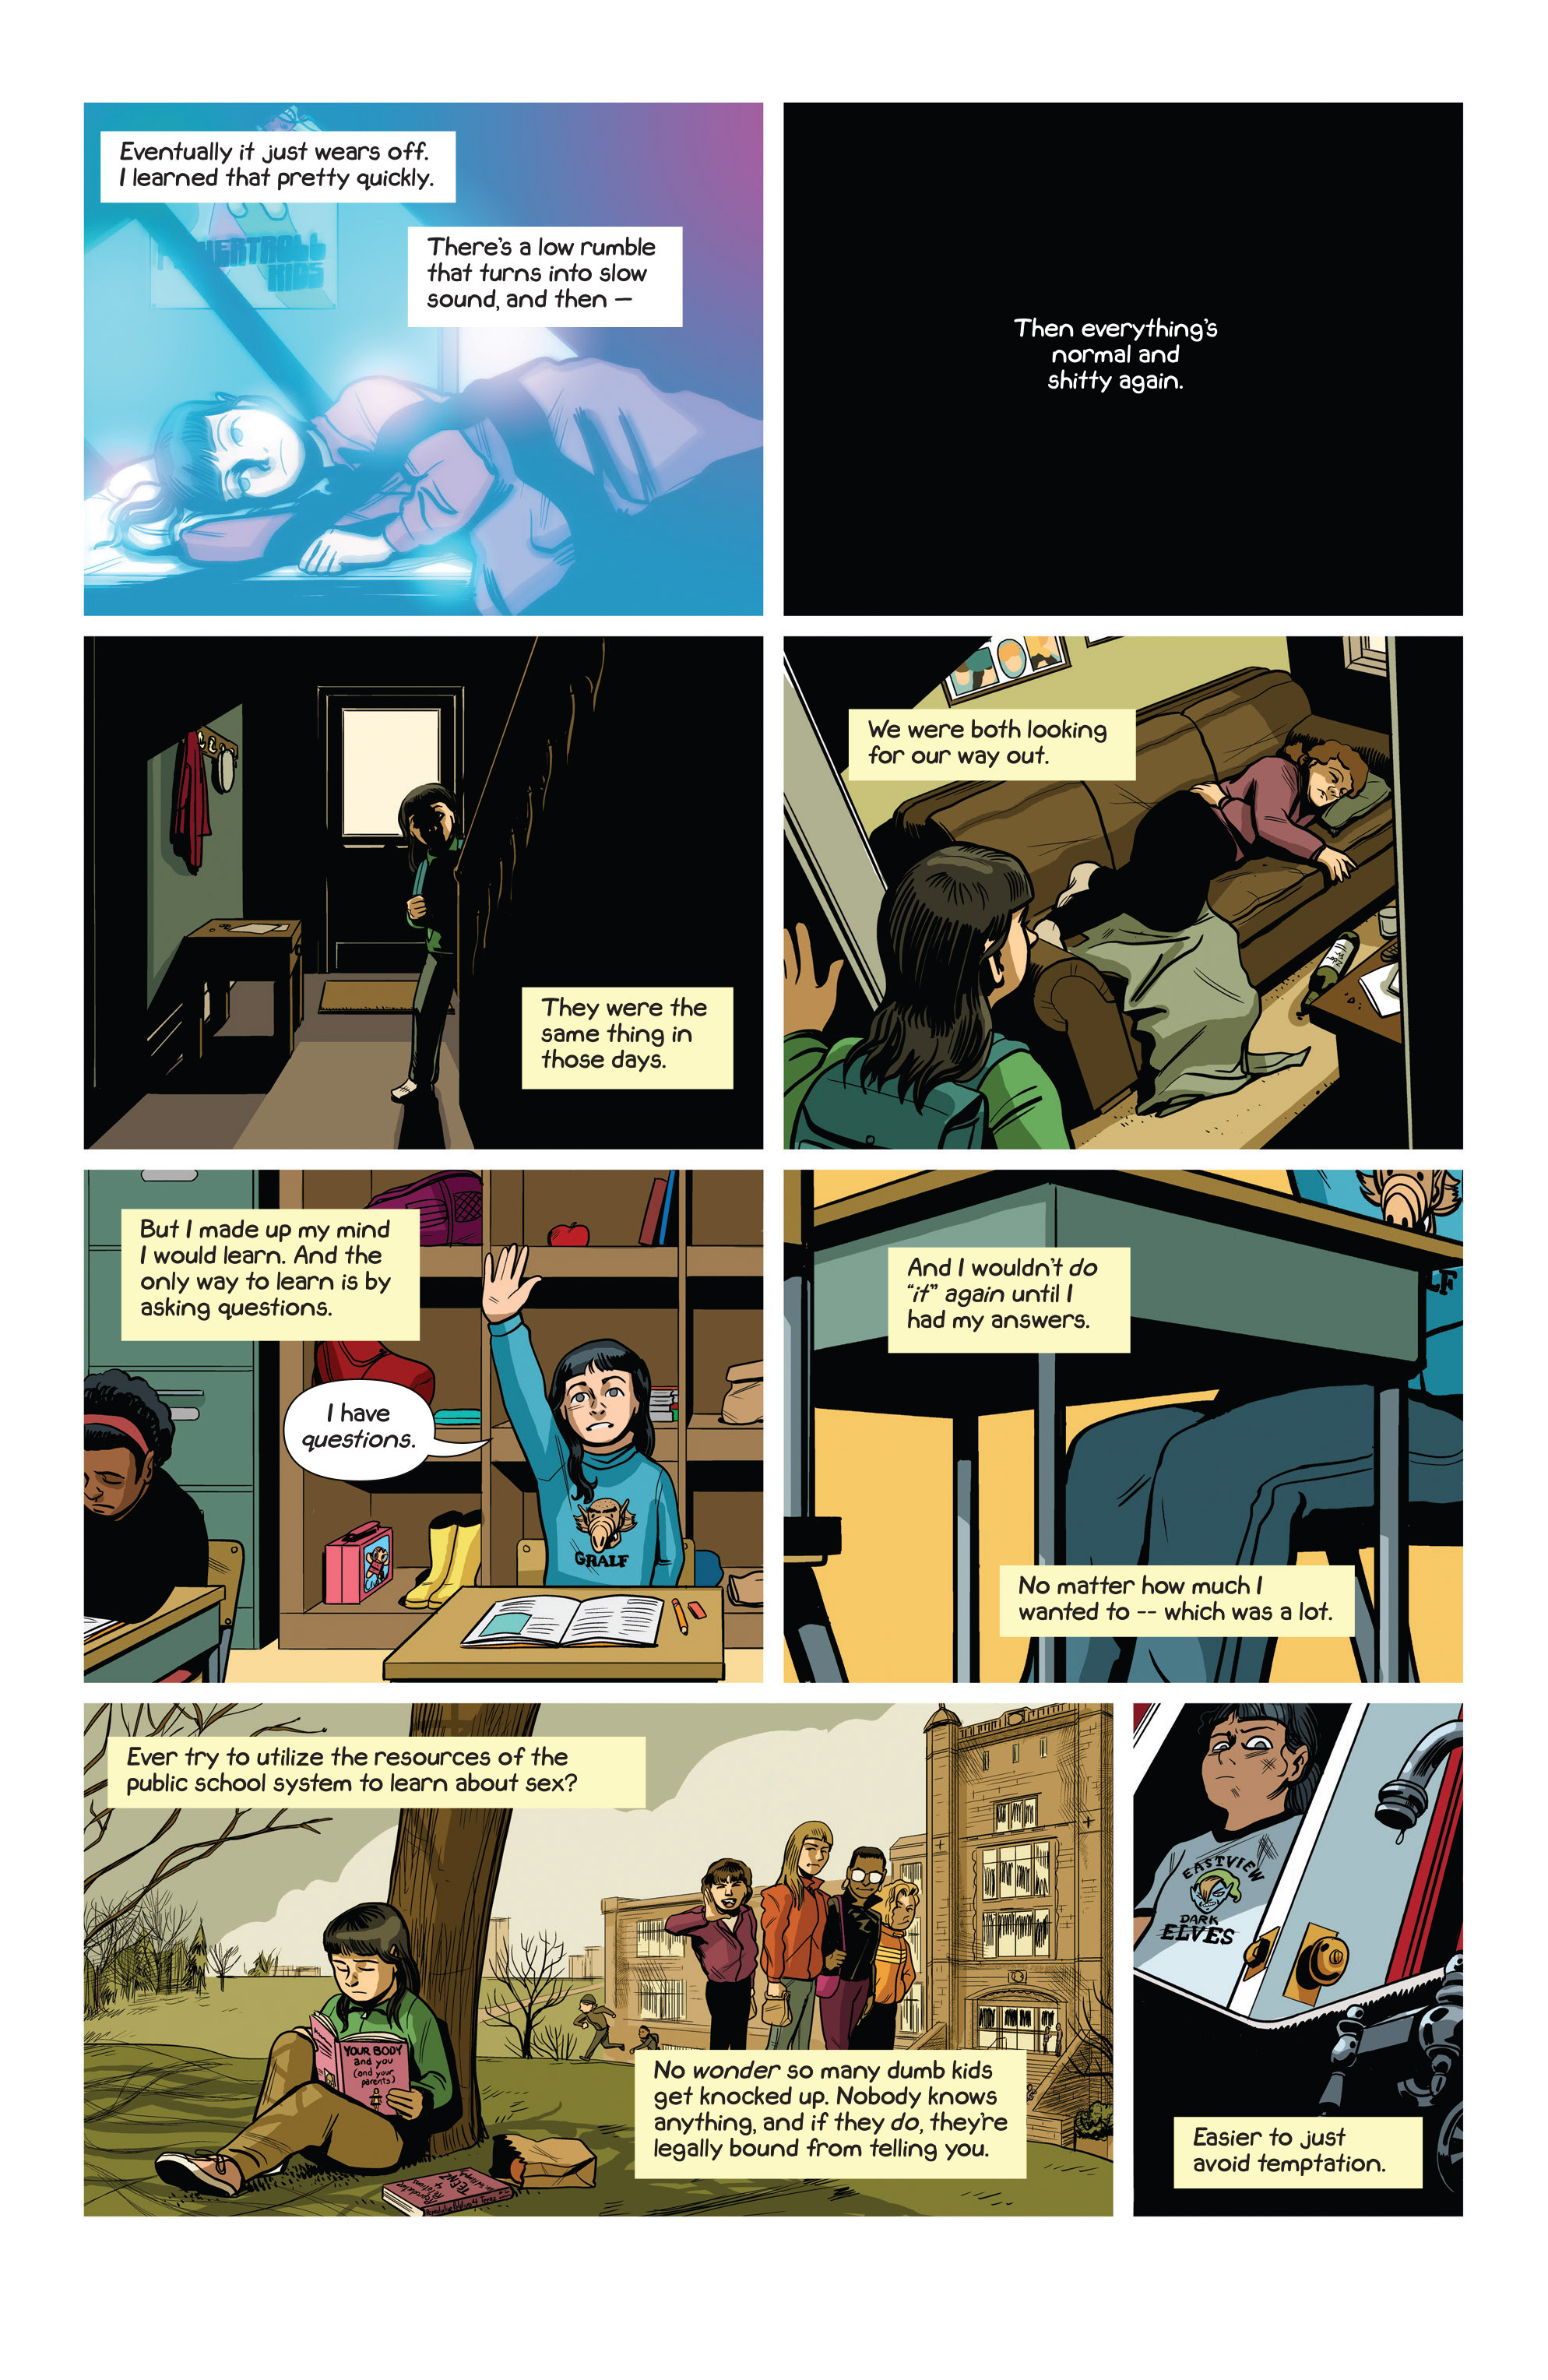 Eventually it just wears off.
I learned that pretty quickly.
There's a low rumble
that turns into slow
sound, and then —
KIDS
Then everything's
normal and
shitty again.
They were the
same thing in
those days.
We were both looking
for our way out.
But I made up my mind
I would learn. And the
only way to learn is by
asking questions.
I have
questions.
GRALF
And I wouldn't do
"it" again until I
had my answers.
LF
No matter how much I
wanted to -- which was a lot.
Ever try to utilize the resources of the
public school system to learn about sex?
YOUR BODY
and you
(and your
parents)
No wonder so many dumb kids
get knocked up. Nobody knows
anything, and if they do, they're
legally bound from telling you.
EASTVIEW
DARK
ELVES
Easier to just
avoid temptation.